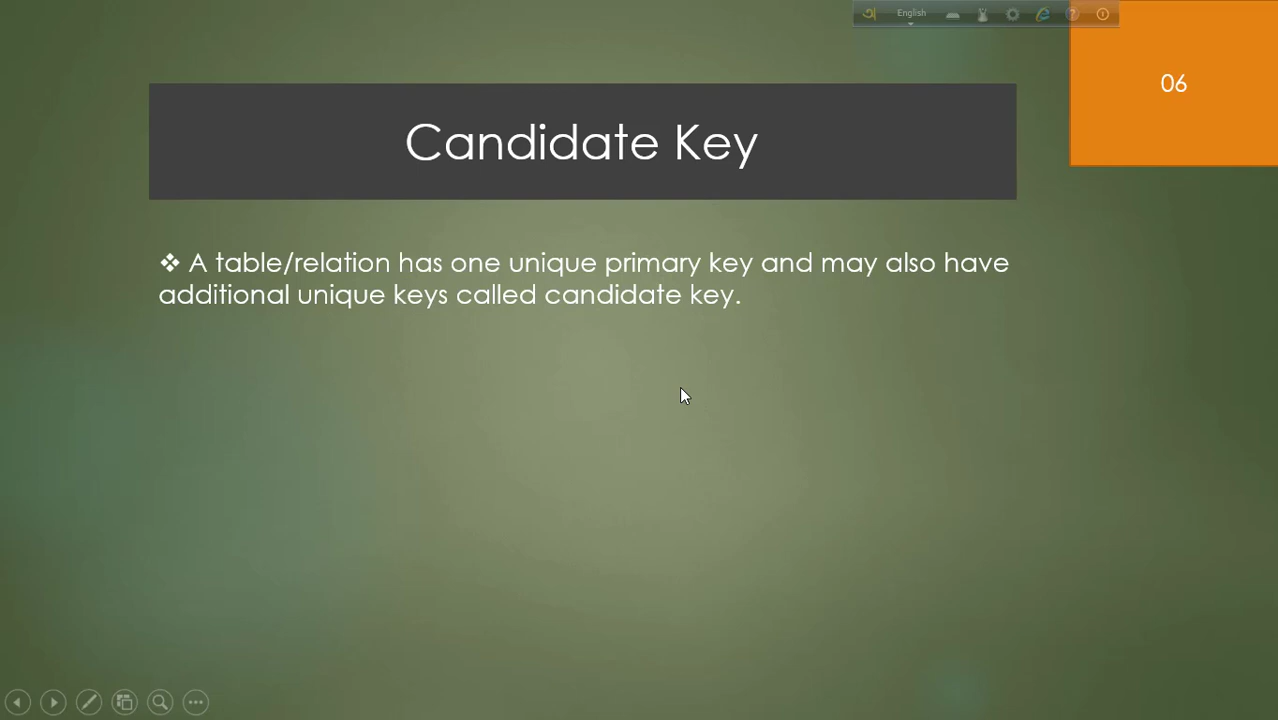 English
06
Candidate Key
❖ A table/relation has one unique primary key and may also have
additional unique keys called candidate key.